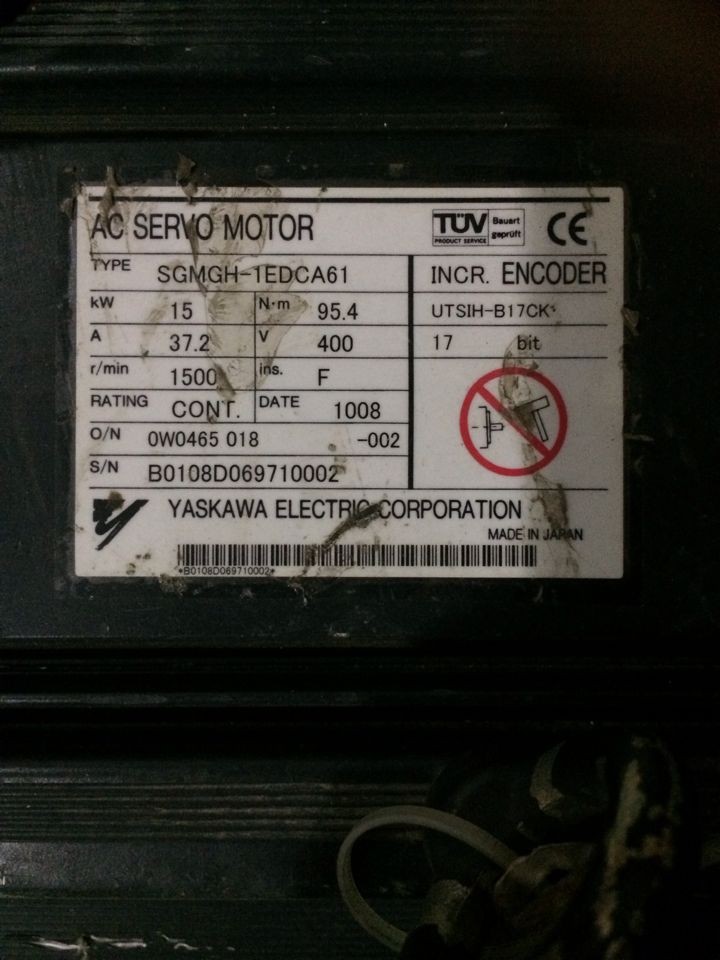 AC SERVO MOTOR
TÜV PRODUCT SERVICE Bauart geprüft CE
TYPE SGMGH-1EDCA61 INCR. ENCODER
kW 15 N·m 95.4 UTSIH-B17CK
A 37.2 V 400 17 bit
r/min 1500 ins. F
RATING CONT. DATE 1008
O/N 0W0465 018 -002
S/N B0108D069710002
YASKAWA ELECTRIC CORPORATION
MADE IN JAPAN
*B0108D069710002*